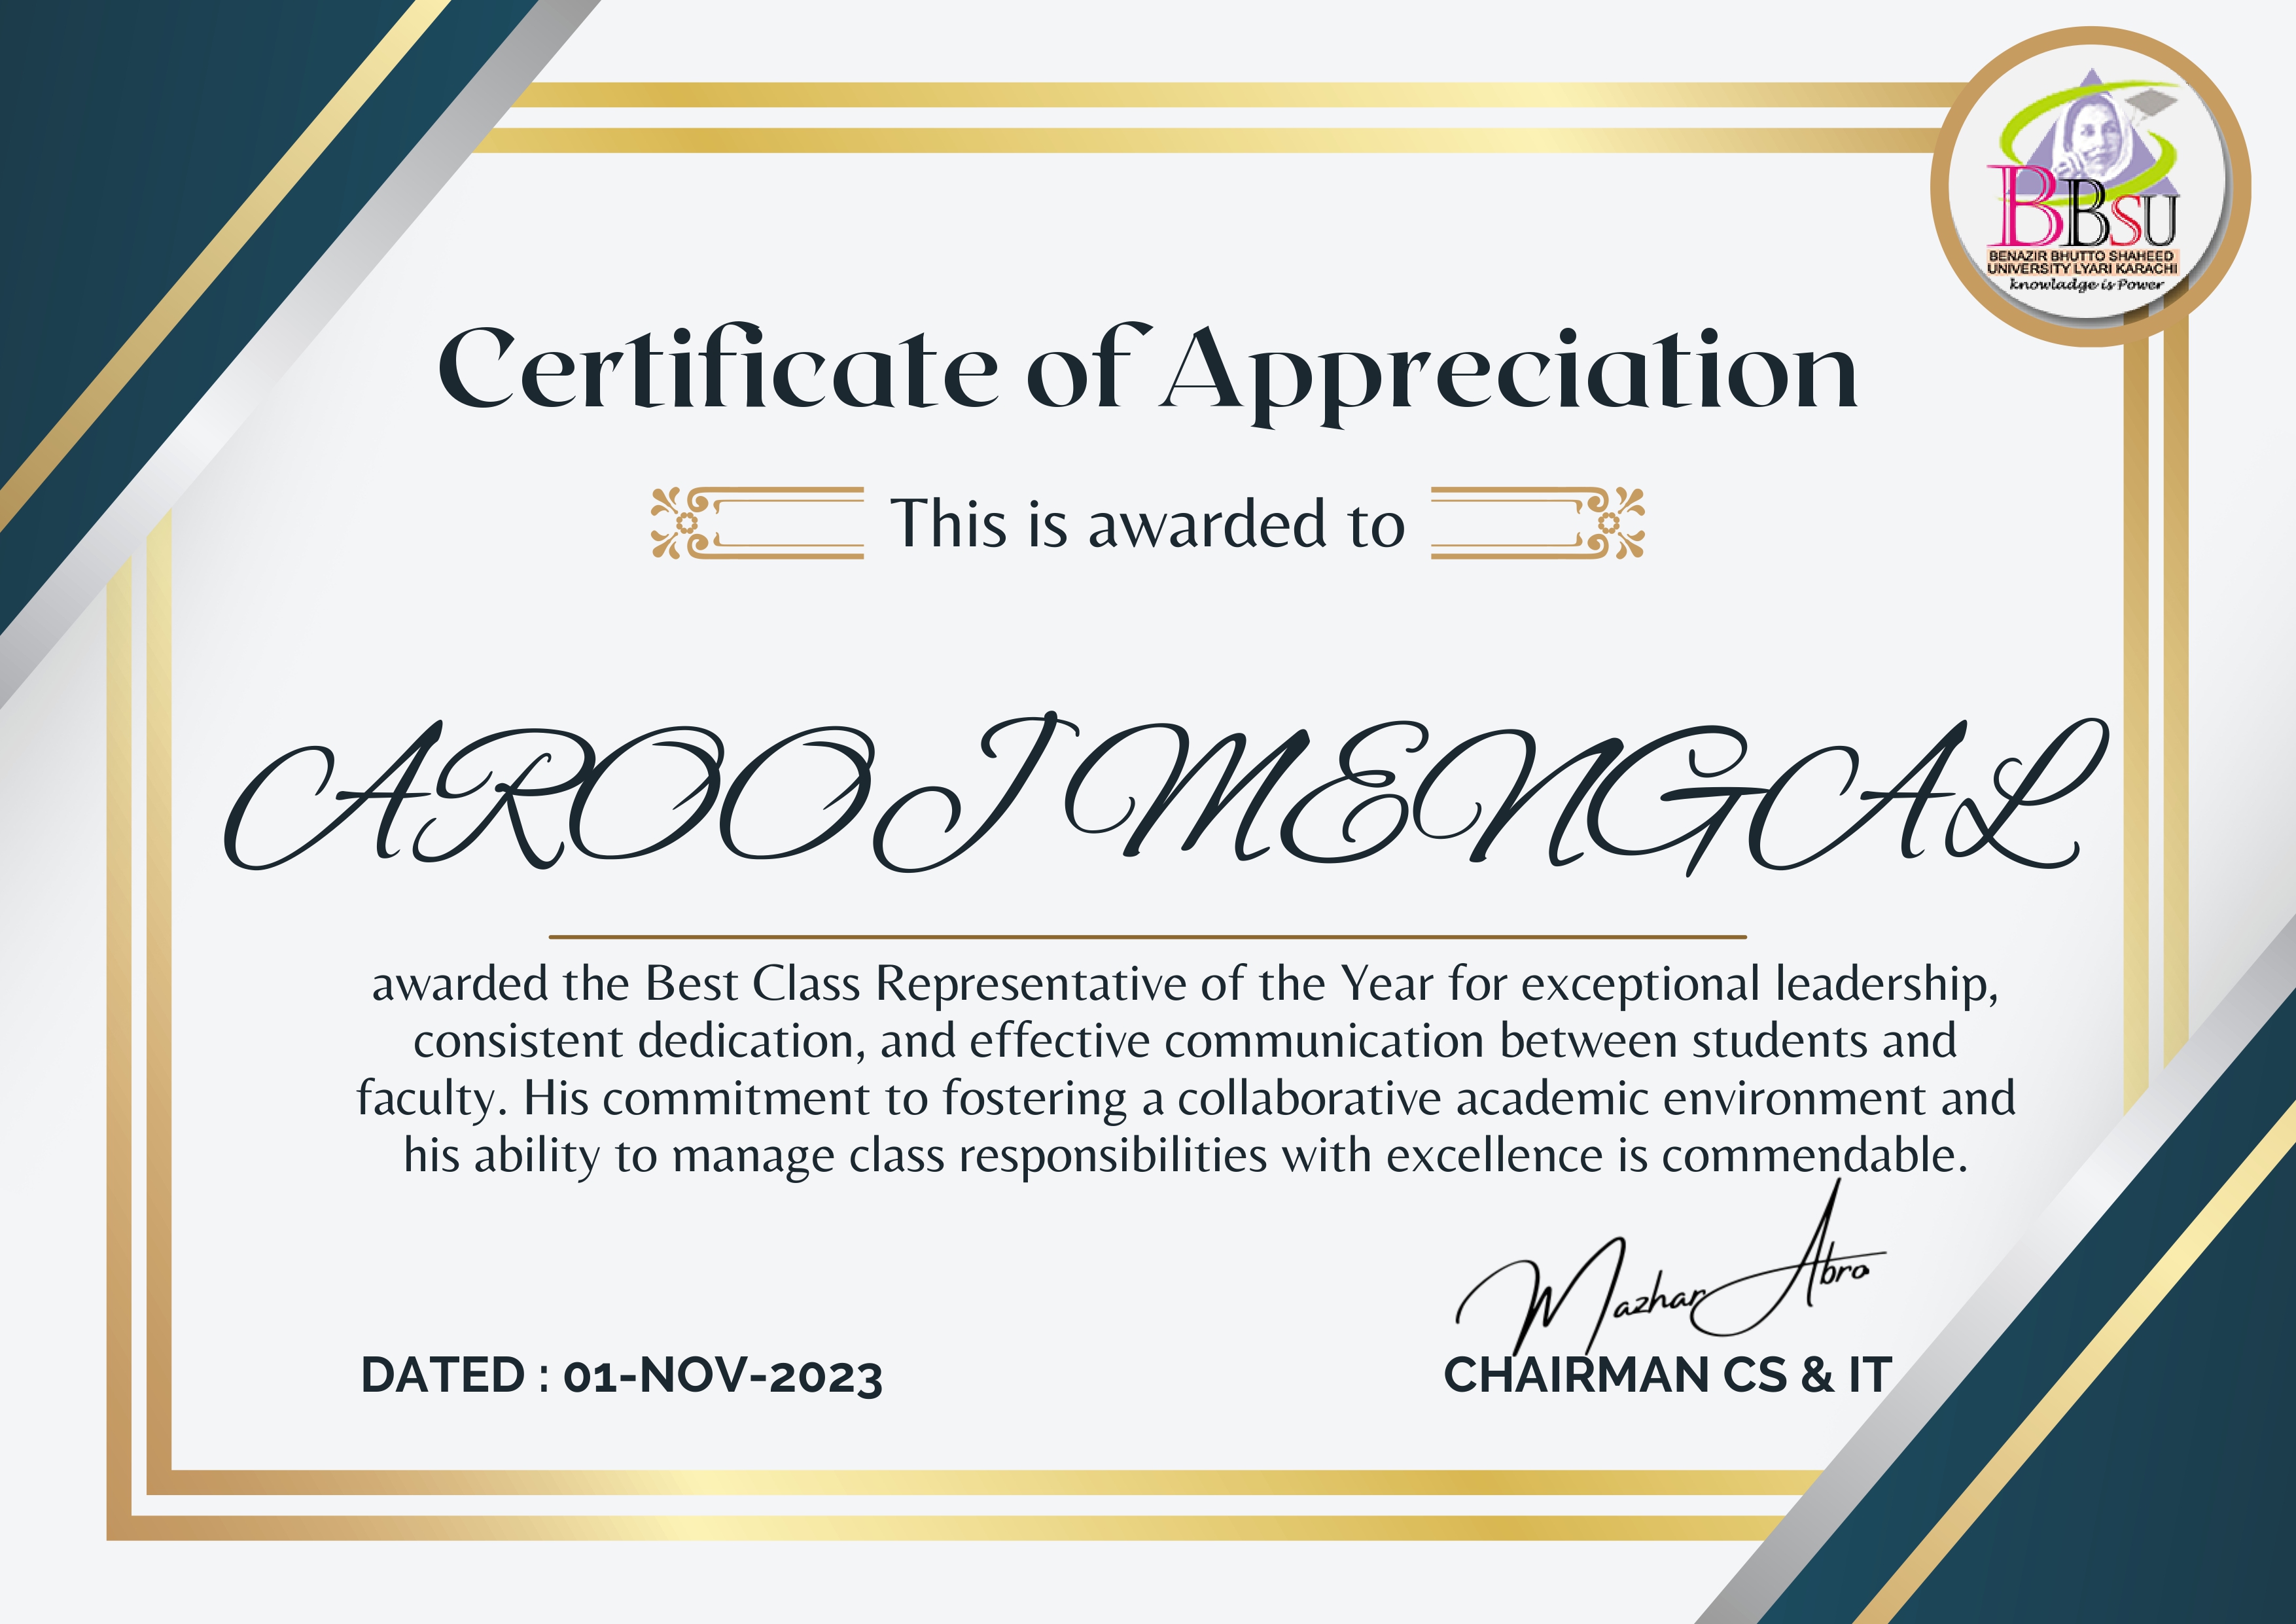 BBSU
BENAZIR BHUTTO SHAHEED
UNIVERSITY LYARI KARACHI
knowladge is Power
Certificate of Appreciation
This is awarded to
AROOJ MENGAL
awarded the Best Class Representative of the Year for exceptional leadership,
consistent dedication, and effective communication between students and
faculty. His commitment to fostering a collaborative academic environment and
his ability to manage class responsibilities with excellence is commendable.
Mazhar Abro
DATED : 01-NOV-2023
CHAIRMAN CS & IT